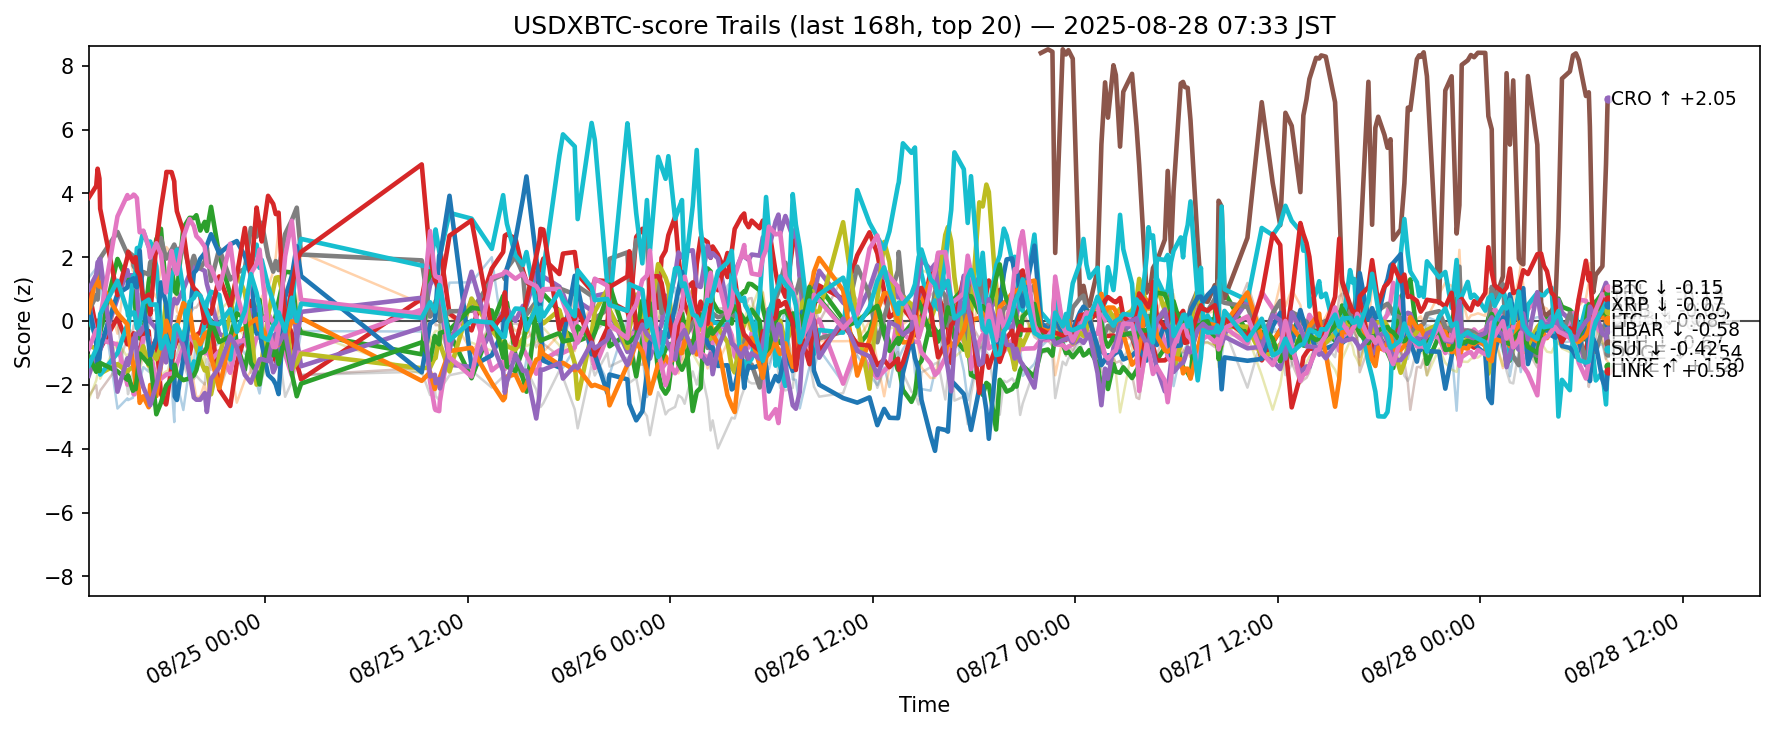 USDXBTC-score Trails (last 168h, top 20) — 2025-08-28 07:33 JST
8
6
4
2
0
−2
−4
−6
−8
Score (z)
CRO ↑ +2.05
BTC ↓ -0.15
XRP ↓ -0.07
HBAR ↓ -0.58
SUI ↓ -0.42
LINK ↑ +0.58
08/25 00:00
08/25 12:00
08/26 00:00
08/26 12:00
08/27 00:00
08/27 12:00
08/28 00:00
08/28 12:00
Time